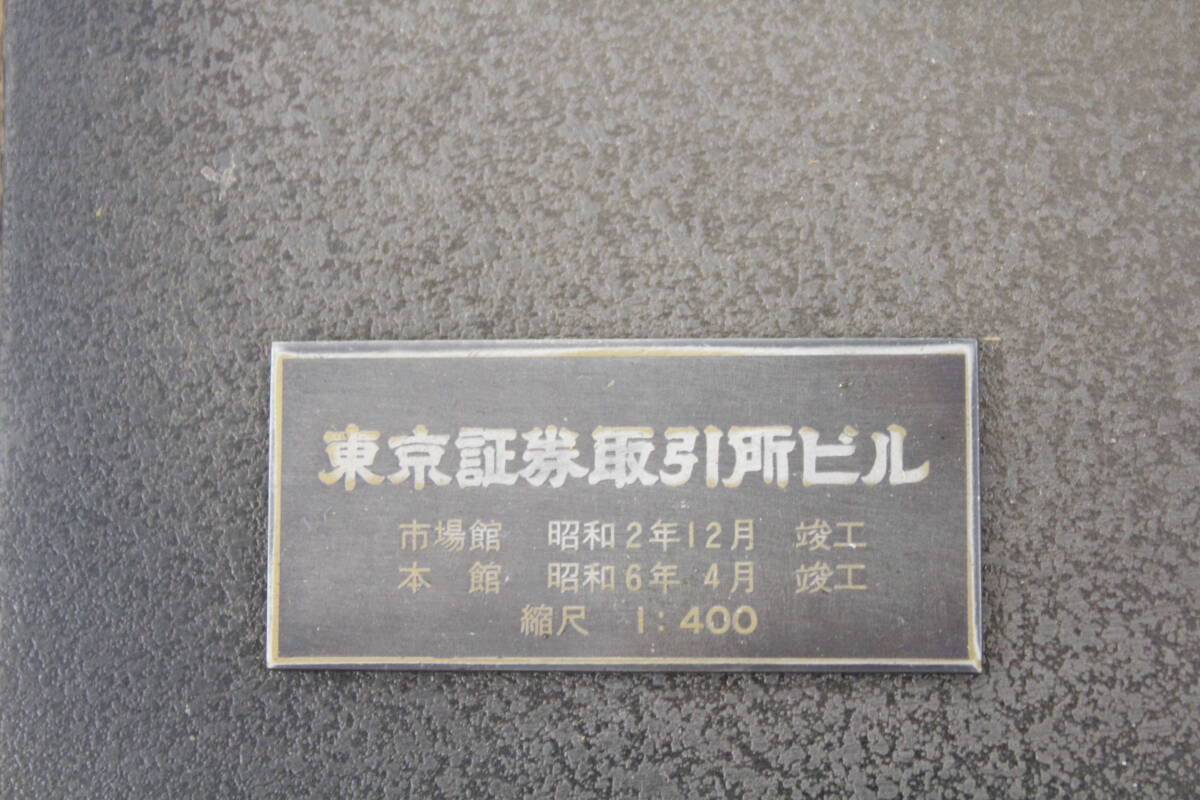 東京証券取引所ビル
市場館　昭和2年12月　竣工
本　館　昭和6年 4月　竣工
縮尺　1:400